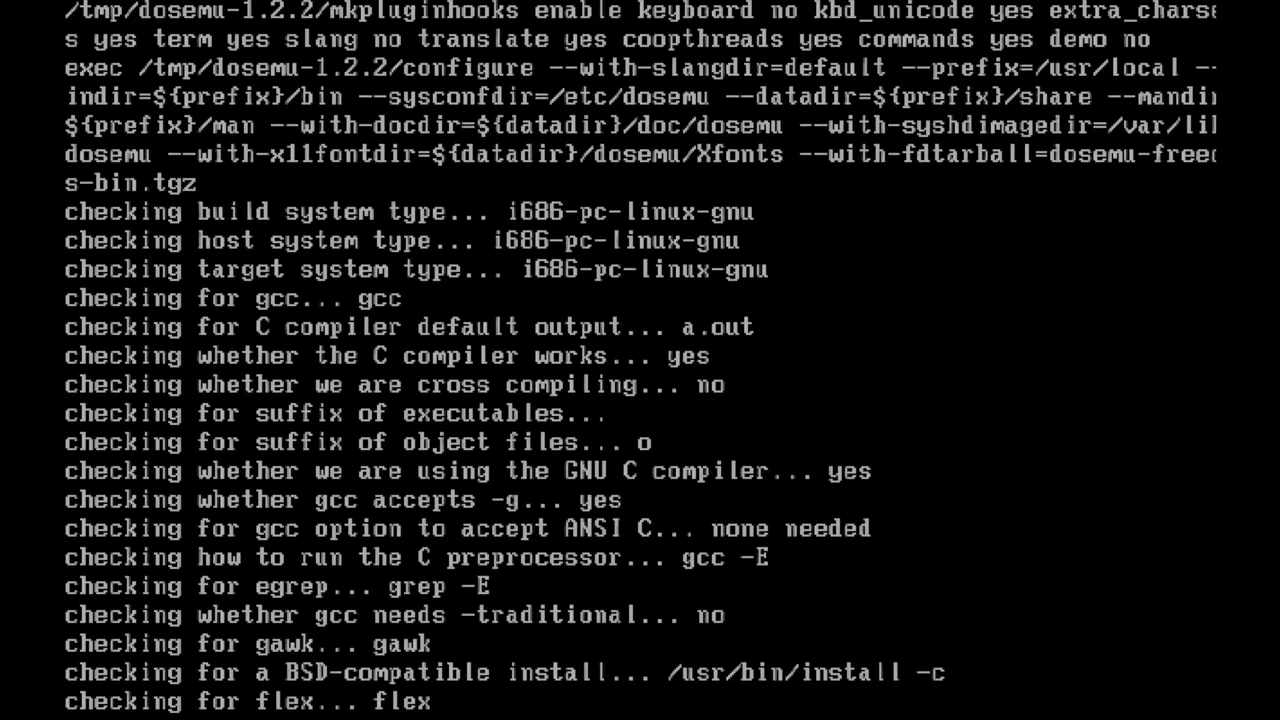 /tmp/dosemu-1.2.2/mkpluginhooks enable keyboard no kbd_unicode yes extra_charse
s yes term yes slang no translate yes coopthreads yes commands yes demo no
exec /tmp/dosemu-1.2.2/configure --with-slangdir=default --prefix=/usr/local --
indir=${prefix}/bin --sysconfdir=/etc/dosemu --datadir=${prefix}/share --mandir
${prefix}/man --with-docdir=${datadir}/doc/dosemu --with-syshdimagedir=/var/lib
dosemu --with-x11fontdir=${datadir}/dosemu/Xfonts --with-fdtarball=dosemu-freed
s-bin.tgz
checking build system type... i686-pc-linux-gnu
checking host system type... i686-pc-linux-gnu
checking target system type... i686-pc-linux-gnu
checking for gcc... gcc
checking for C compiler default output... a.out
checking whether the C compiler works... yes
checking whether we are cross compiling... no
checking for suffix of executables...
checking for suffix of object files... o
checking whether we are using the GNU C compiler... yes
checking whether gcc accepts -g... yes
checking for gcc option to accept ANSI C... none needed
checking how to run the C preprocessor... gcc -E
checking for egrep... grep -E
checking whether gcc needs -traditional... no
checking for gawk... gawk
checking for a BSD-compatible install... /usr/bin/install -c
checking for flex... flex